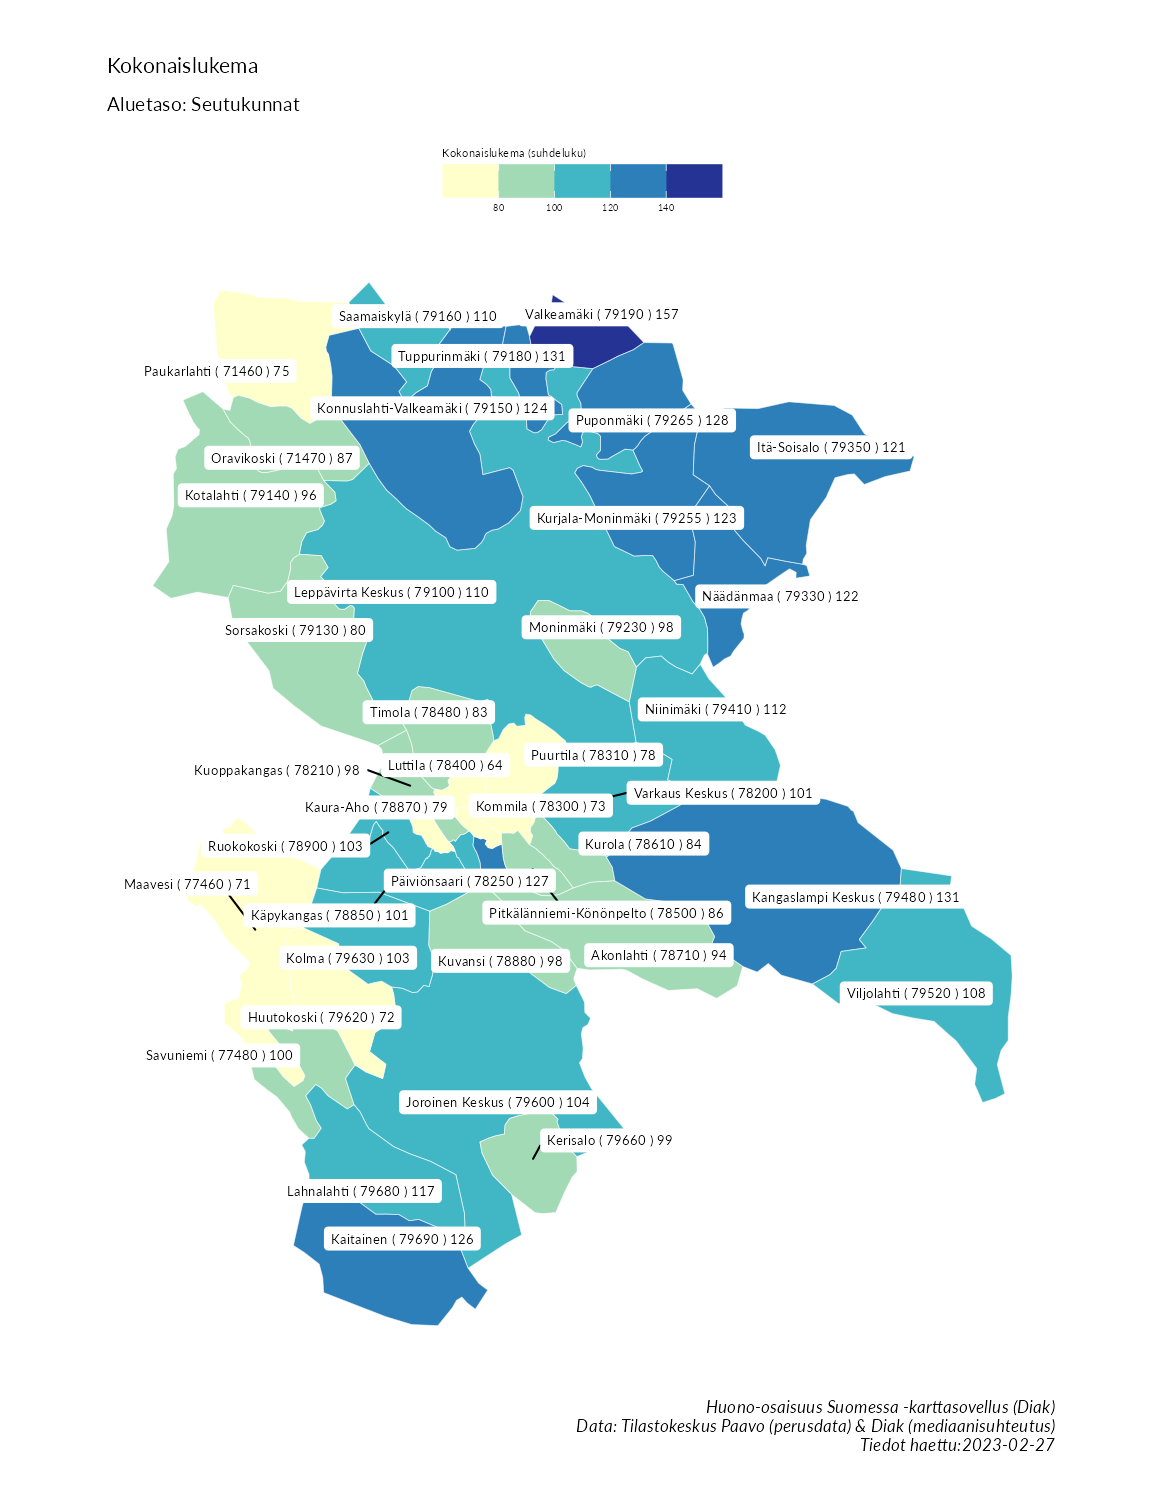 Kokonaislukema
Aluetaso: Seutukunnat
Kokonaislukema (suhdeluku)
80 100 120 140
Saamaiskylä ( 79160 ) 110
Valkeamäki ( 79190 ) 157
Tuppurinmäki ( 79180 ) 131
Paukarlahti ( 71460 ) 75
Konnuslahti-Valkeamäki ( 79150 ) 124
Puponmäki ( 79265 ) 128
Itä-Soisalo ( 79350 ) 121
Oravikoski ( 71470 ) 87
Kotalahti ( 79140 ) 96
Kurjala-Moninmäki ( 79255 ) 123
Leppävirta Keskus ( 79100 ) 110
Näädänmaa ( 79330 ) 122
Sorsakoski ( 79130 ) 80
Moninmäki ( 79230 ) 98
Timola ( 78480 ) 83
Niinimäki ( 79410 ) 112
Puurtila ( 78310 ) 78
Luttila ( 78400 ) 64
Kuoppakangas ( 78210 ) 98
Varkaus Keskus ( 78200 ) 101
Kaura-Aho ( 78870 ) 79
Kommila ( 78300 ) 73
Ruokokoski ( 78900 ) 103
Kurola ( 78610 ) 84
Maavesi ( 77460 ) 71
Päiviönsaari ( 78250 ) 127
Kangaslampi Keskus ( 79480 ) 131
Käpykangas ( 78850 ) 101
Pitkälänniemi-Könönpelto ( 78500 ) 86
Kolma ( 79630 ) 103
Kuvansi ( 78880 ) 98
Akonlahti ( 78710 ) 94
Viljolahti ( 79520 ) 108
Huutokoski ( 79620 ) 72
Savuniemi ( 77480 ) 100
Joroinen Keskus ( 79600 ) 104
Kerisalo ( 79660 ) 99
Lahnalahti ( 79680 ) 117
Kaitainen ( 79690 ) 126
Huono-osaisuus Suomessa -karttasovellus (Diak)
Data: Tilastokeskus Paavo (perusdata) & Diak (mediaanisuhteutus)
Tiedot haettu:2023-02-27